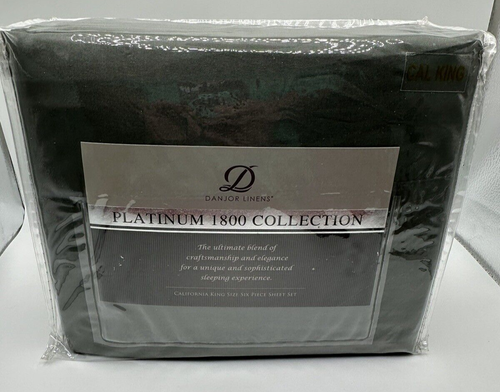 CAL KING
D
DANJOR LINENS
PLATINUM 1800 COLLECTION
The ultimate blend of
craftsmanship and elegance
for a unique and sophisticated
sleeping experience.
CALIFORNIA KING SIZE SIX PIECE SHEET SET